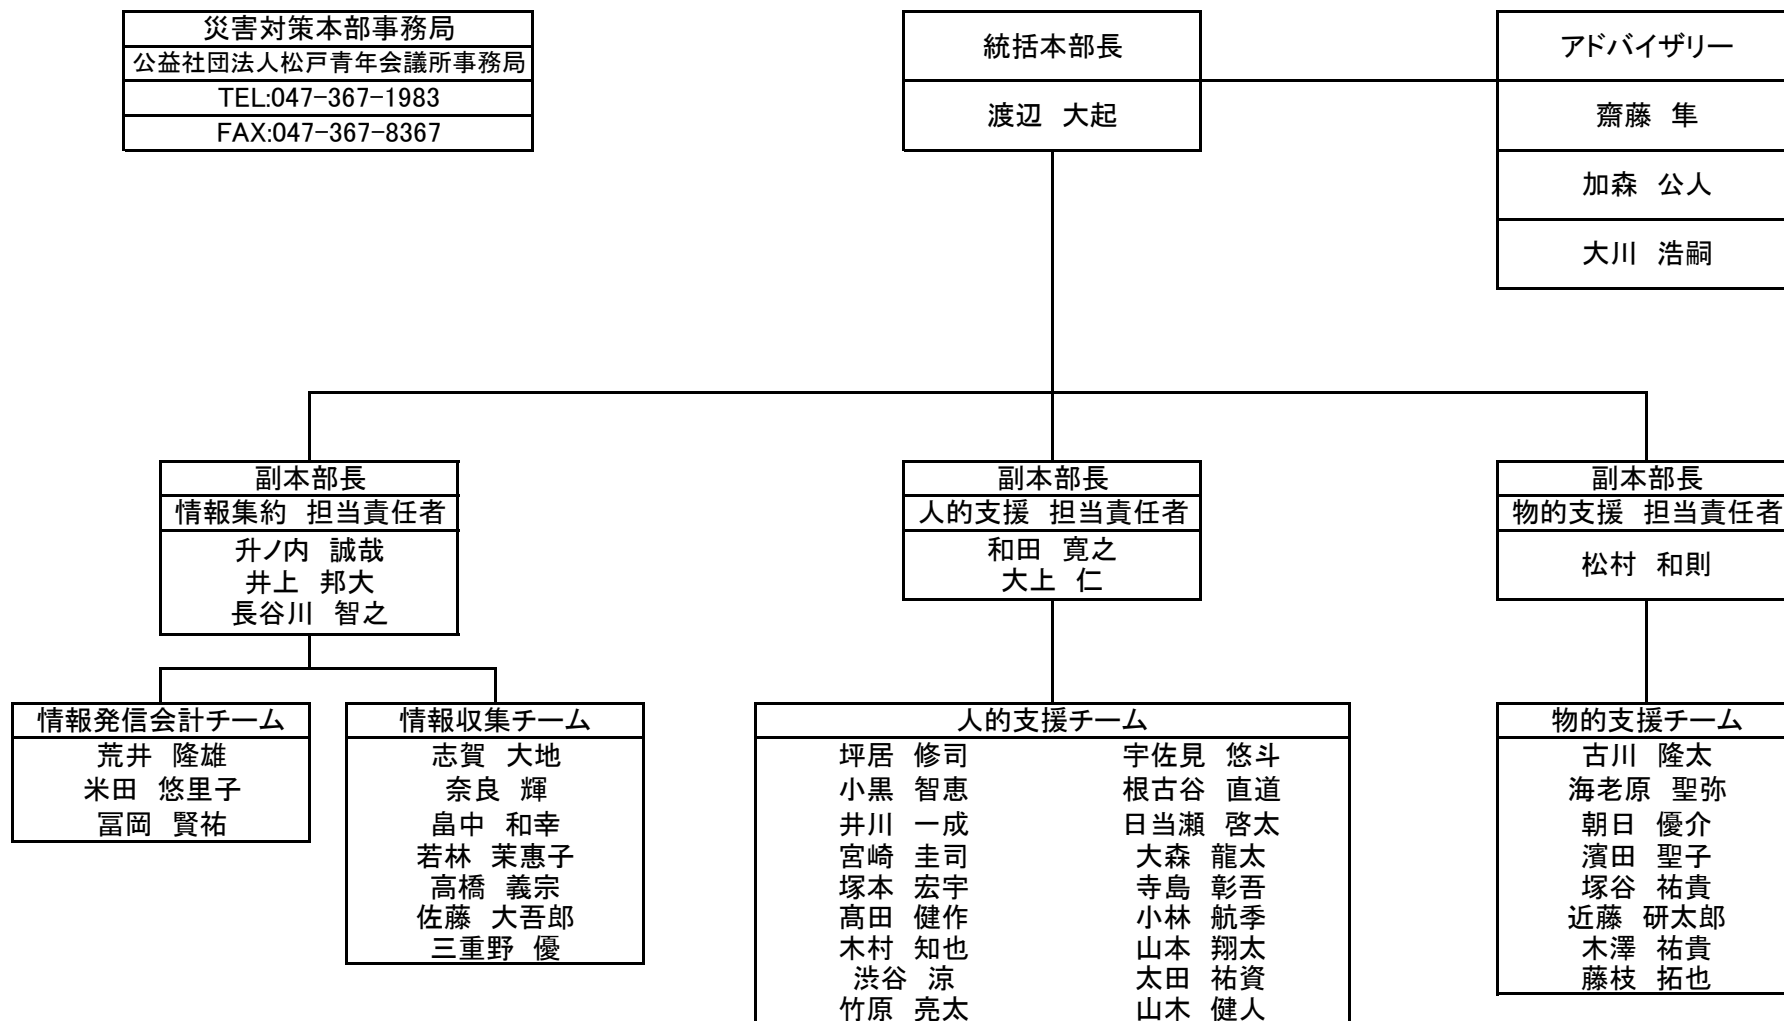 災害対策本部事務局
公益社団法人松戸青年会議所事務局
TEL:047-367-1983
FAX:047-367-8367
統括本部長
渡辺 大起
アドバイザリー
齋藤 隼
加森 公人
大川 浩嗣
副本部長
情報集約 担当責任者
升ノ内 誠哉
井上 邦大
長谷川 智之
副本部長
人的支援 担当責任者
和田 寛之
大上 仁
副本部長
物的支援 担当責任者
松村 和則
情報発信会計チーム
荒井 隆雄
米田 悠里子
冨岡 賢祐
情報収集チーム
志賀 大地
奈良 輝
畠中 和幸
若林 茉惠子
高橋 義宗
佐藤 大吾郎
三重野 優
人的支援チーム
坪居 修司 宇佐見 悠斗
小黒 智恵 根古谷 直道
井川 一成 日当瀬 啓太
宮崎 圭司 大森 龍太
塚本 宏宇 寺島 彰吾
髙田 健作 小林 航季
木村 知也 山本 翔太
渋谷 涼 太田 祐資
竹原 亮太 山木 健人
物的支援チーム
古川 隆太
海老原 聖弥
朝日 優介
濱田 聖子
塚谷 祐貴
近藤 研太郎
木澤 祐貴
藤枝 拓也